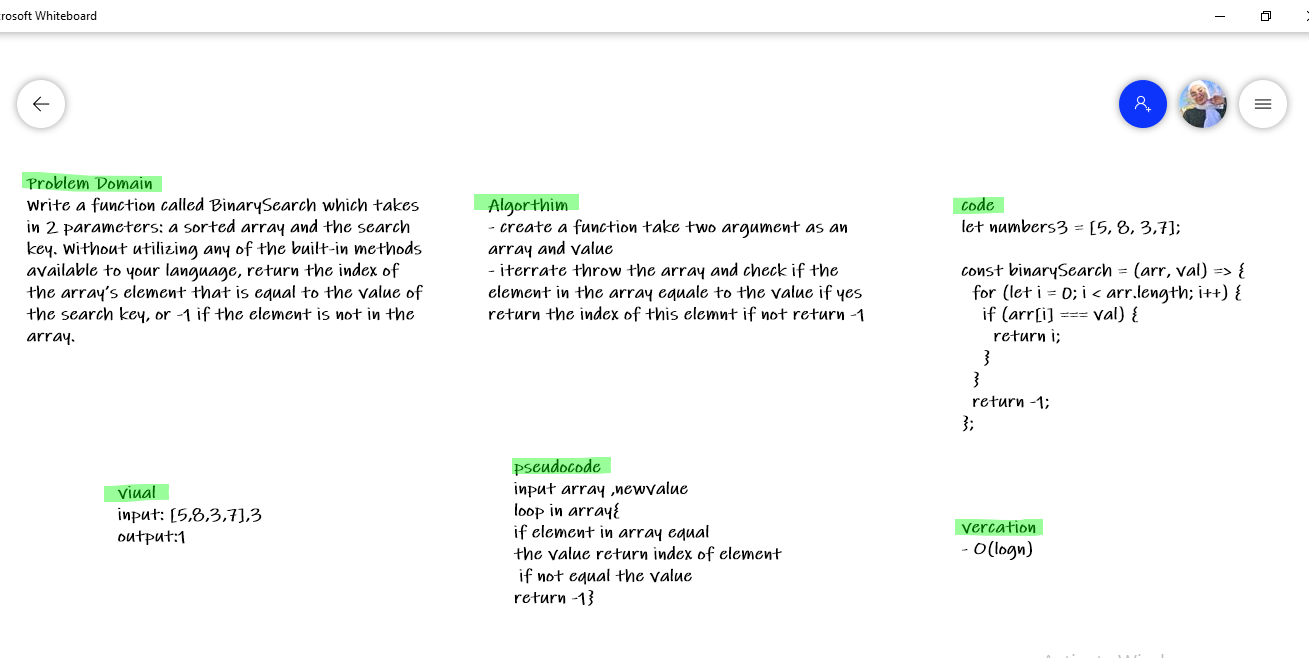 rosoft Whiteboard
Problem Domain
Write a function called BinarySearch which takes
in 2 parameters: a sorted array and the search
key. Without utilizing any of the built-in methods
available to your language, return the index of
the array's element that is equal to the value of
the search key, or -1 if the element is not in the
array.
Algorthim
- create a function take two argument as an
array and value
- iterrate throw the array and check if the
element in the array equale to the value if yes
return the index of this elemnt if not return -1
code
let numbers3 = [5, 8, 3,7];
const binarySearch = (arr, val) => {
for (let i = 0; i < arr.length; i++) {
if (arr[i] === val) {
return i;
}
}
return -1;
};
viual
input: [5,8,3,7],3
output:1
pseudocode
input array ,newvalue
loop in array{
if element in array equal
the value return index of element
if not equal the value
return -1}
vercation
- O(logn)